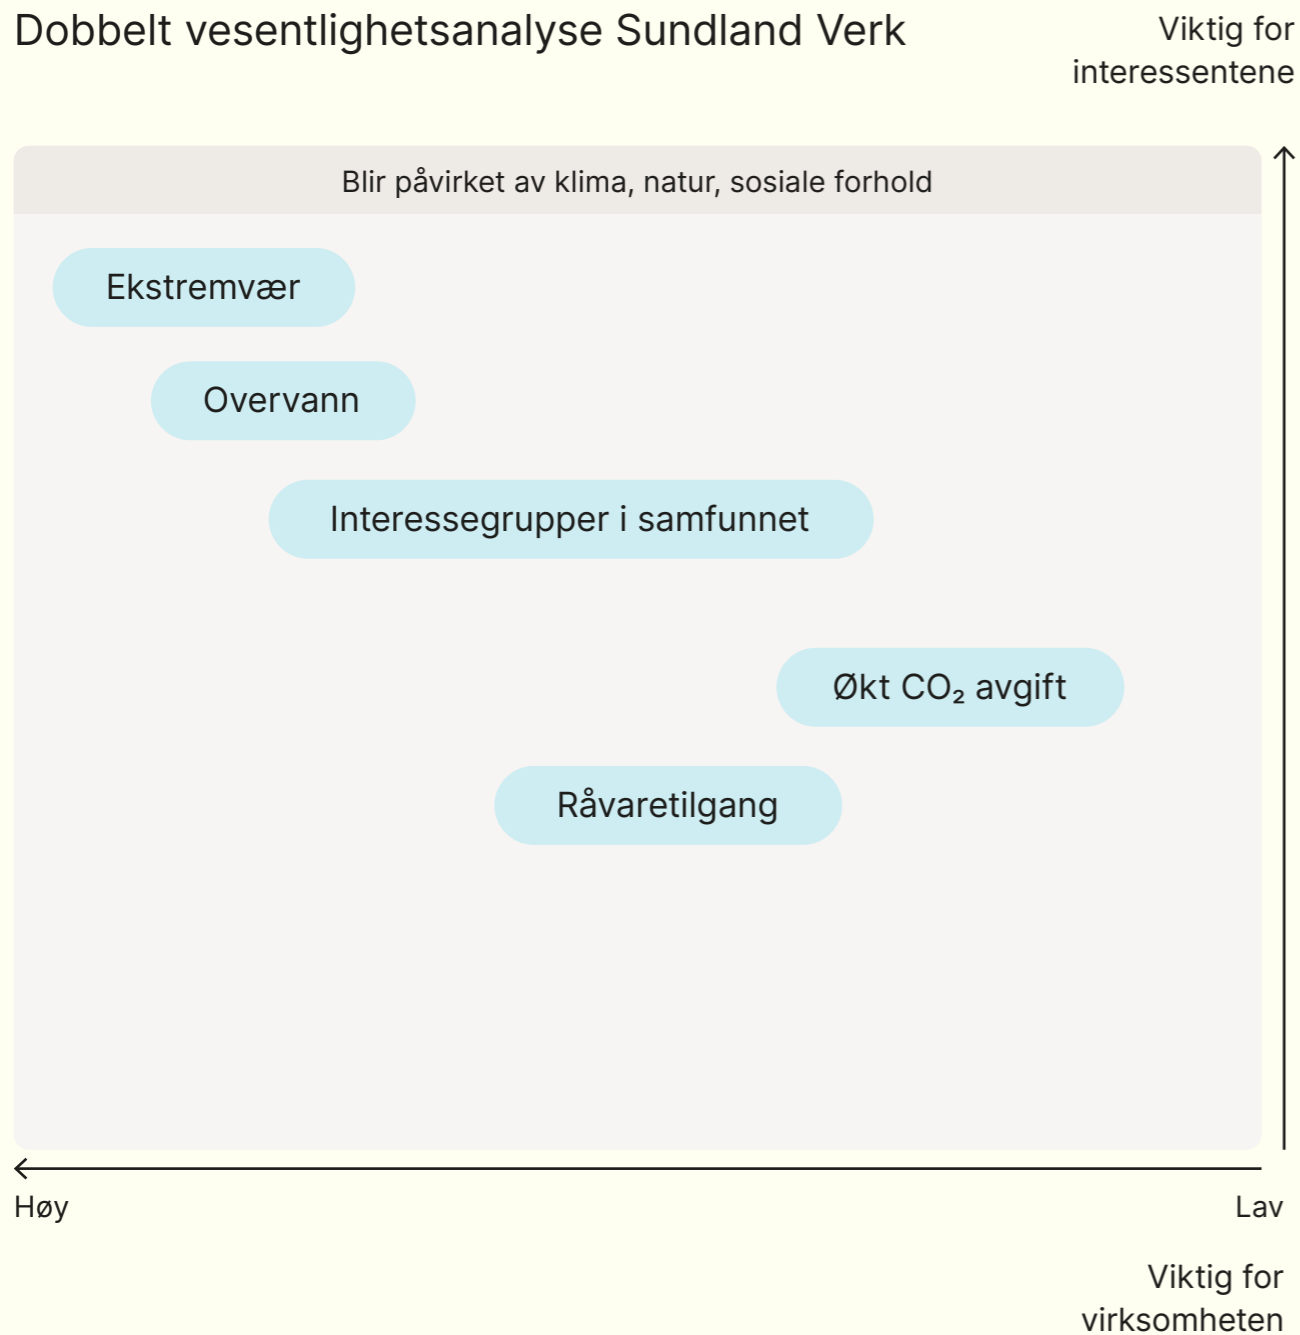 Dobbelt vesentlighetsanalyse Sundland Verk
Viktig for
interessentene
Blir påvirket av klima, natur, sosiale forhold
Ekstremvær
Overvann
Interessegrupper i samfunnet
Økt CO₂ avgift
Råvaretilgang
Høy
Lav
Viktig for
virksomheten